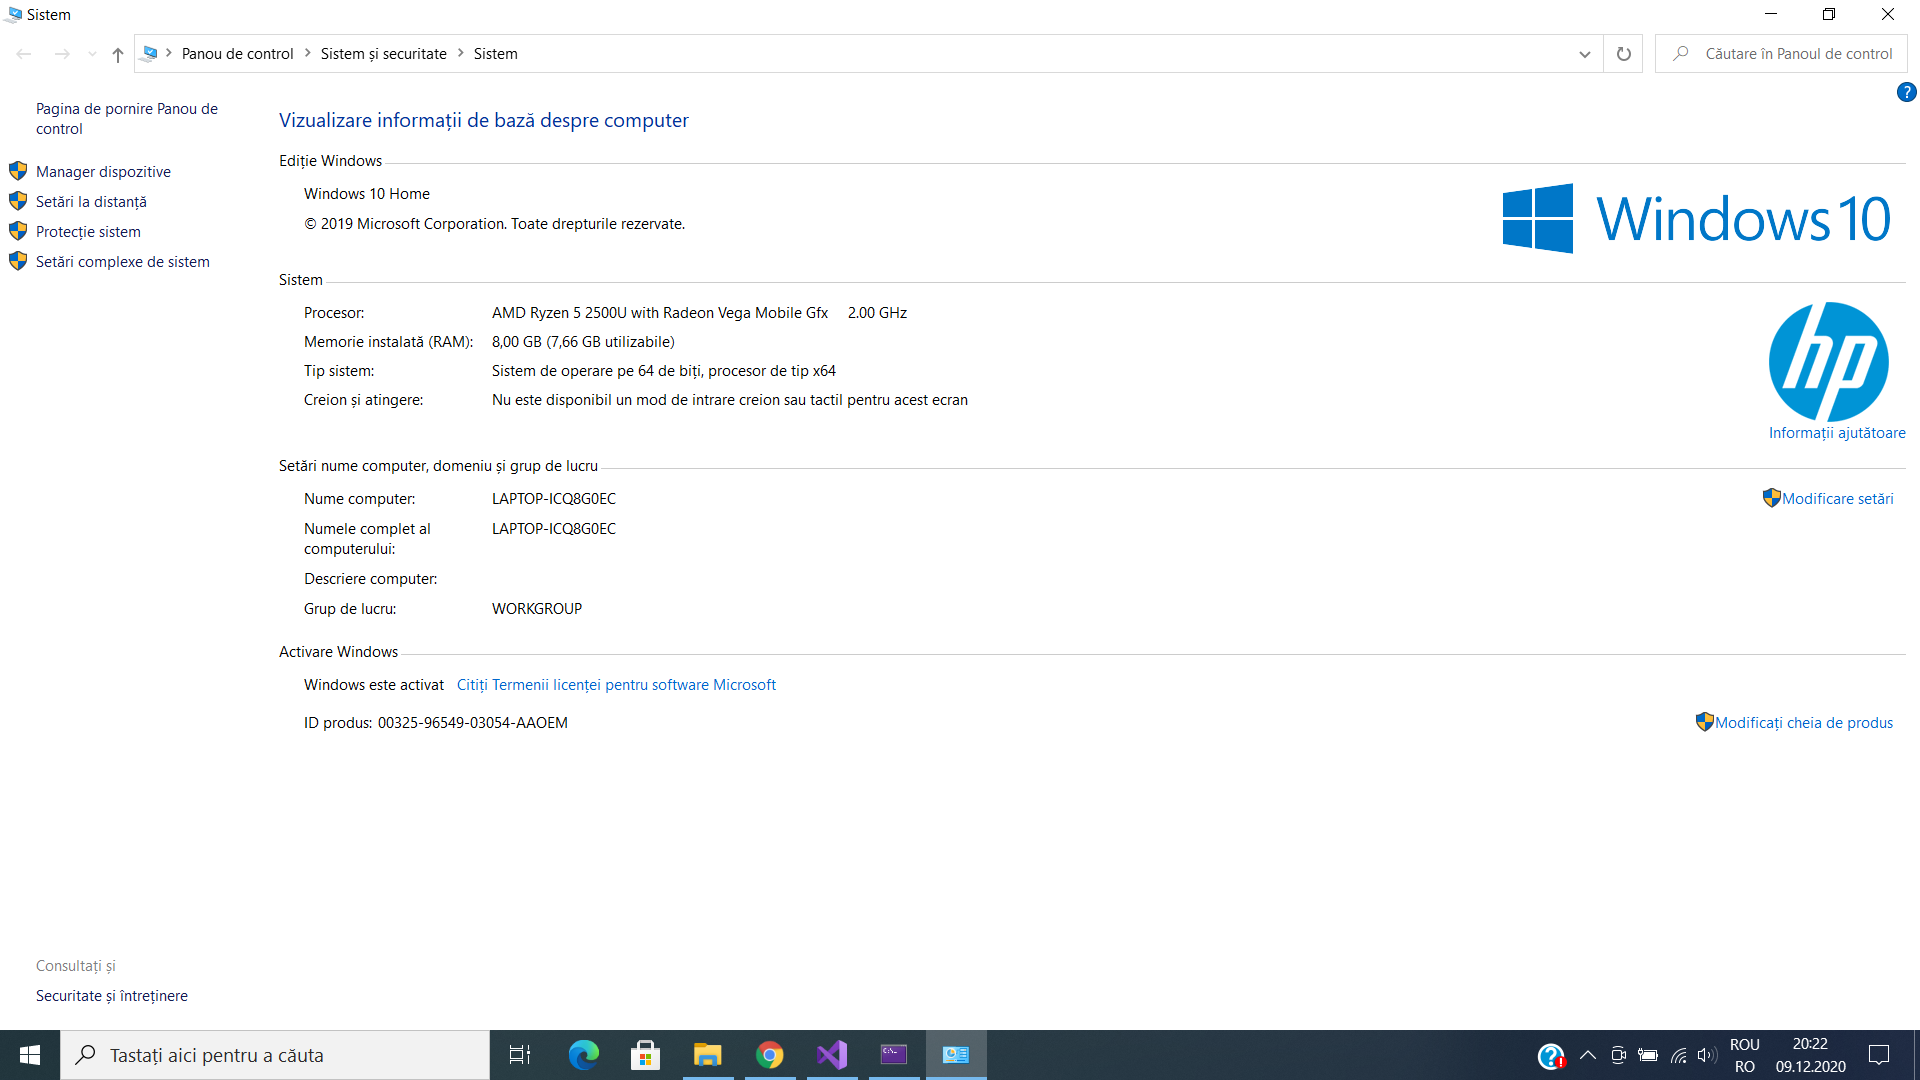 Sistem
Panou de control
Sistem și securitate
Sistem
Căutare în Panoul de control
?
Pagina de pornire Panou de
control
Manager dispozitive
Setări la distanță
Protecție sistem
Setări complexe de sistem
Vizualizare informații de bază despre computer
Ediție Windows
Windows 10 Home
© 2019 Microsoft Corporation. Toate drepturile rezervate.
Windows 10
Sistem
Procesor: AMD Ryzen 5 2500U with Radeon Vega Mobile Gfx 2.00 GHz
Memorie instalată (RAM): 8,00 GB (7,66 GB utilizabile)
Tip sistem: Sistem de operare pe 64 de biți, procesor de tip x64
Creion și atingere: Nu este disponibil un mod de intrare creion sau tactil pentru acest ecran
hp
Informații ajutătoare
Setări nume computer, domeniu și grup de lucru
Nume computer: LAPTOP-ICQ8G0EC
Modificare setări
Numele complet al LAPTOP-ICQ8G0EC
computerului:
Descriere computer:
Grup de lucru: WORKGROUP
Activare Windows
Windows este activat Citiți Termenii licenței pentru software Microsoft
ID produs: 00325-96549-03054-AAOEM
Modificați cheia de produs
Consultați și
Securitate și întreținere
Tastați aici pentru a căuta
ROU
RO
20:22
09.12.2020